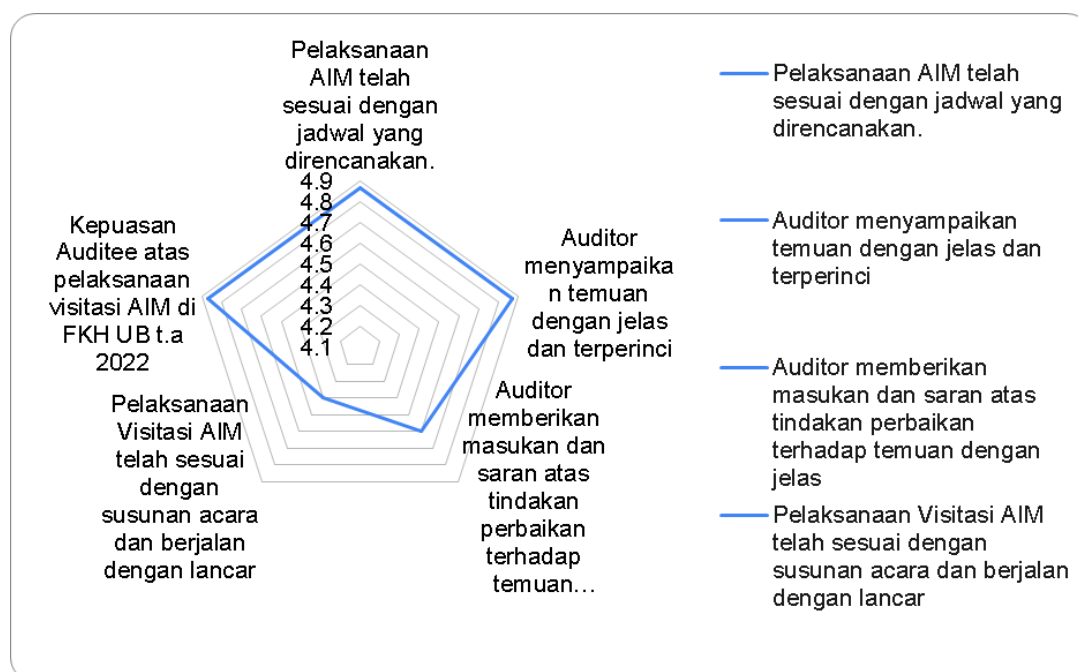 Pelaksanaan
AIM telah
sesuai dengan
jadwal yang
direncanakan.
4.9
4.8
4.7
4.6
4.5
4.4
4.3
4.2
4.1
Auditor
menyampaika
n temuan
dengan jelas
dan terperinci
Auditor
memberikan
masukan dan
saran atas
tindakan
perbaikan
terhadap
temuan…
Pelaksanaan
Visitasi AIM
telah sesuai
dengan
susunan acara
dan berjalan
dengan lancar
Kepuasan
Auditee atas
pelaksanaan
visitasi AIM di
FKH UB t.a
2022
Pelaksanaan AIM telah
sesuai dengan jadwal yang
direncanakan.
Auditor menyampaikan
temuan dengan jelas dan
terperinci
Auditor memberikan
masukan dan saran atas
tindakan perbaikan
terhadap temuan dengan
jelas
Pelaksanaan Visitasi AIM
telah sesuai dengan
susunan acara dan berjalan
dengan lancar